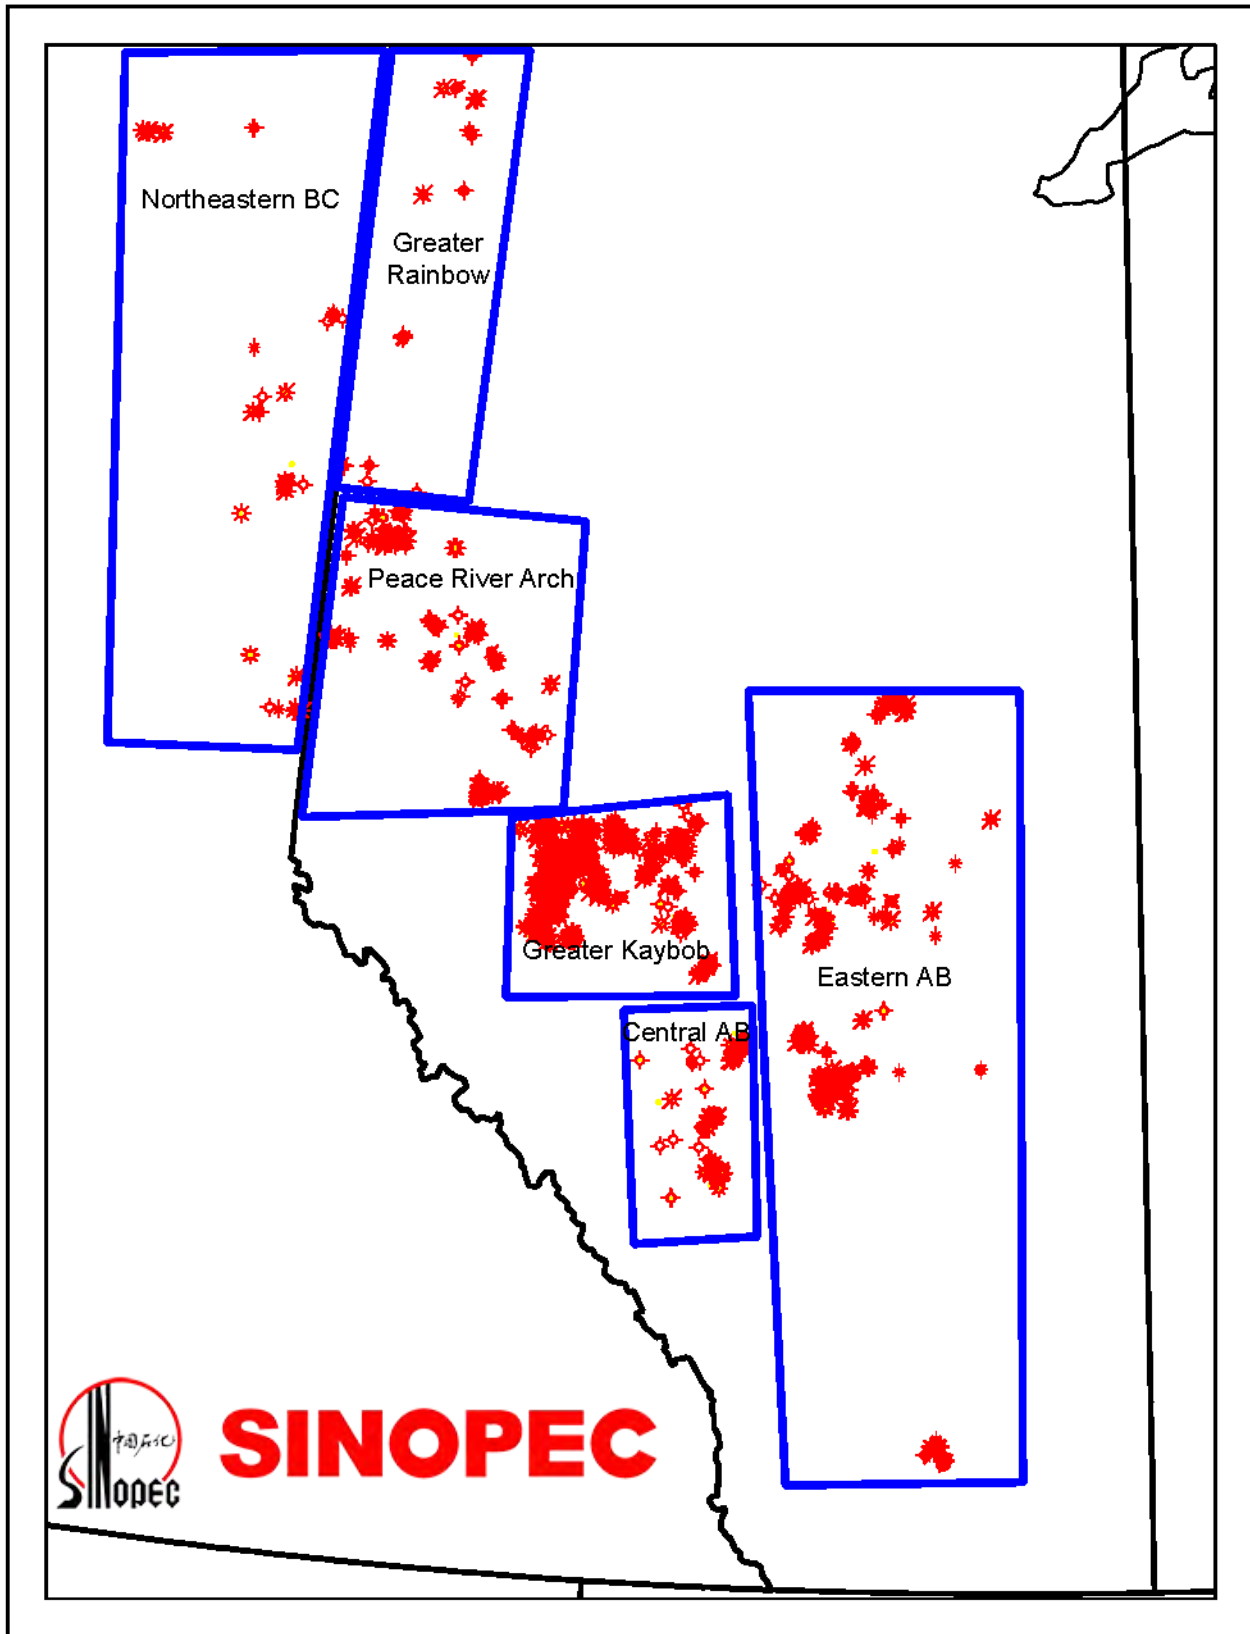 Northeastern BC
Greater
Rainbow
Peace River Arch
Greater Kaybob
Eastern AB
Central AB
中国石化
SINOPEC
SINOPEC